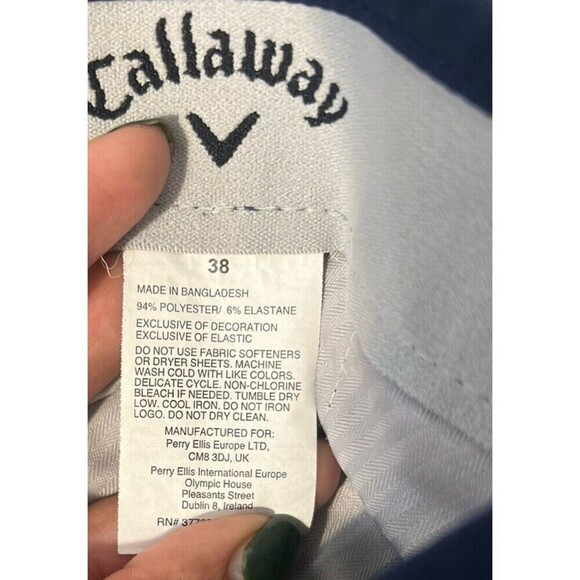 Callaway
38
MADE IN BANGLADESH
94% POLYESTER/ 6% ELASTANE
EXCLUSIVE OF DECORATION
EXCLUSIVE OF ELASTIC
DO NOT USE FABRIC SOFTENERS
OR DRYER SHEETS. MACHINE
WASH COLD WITH LIKE COLORS.
DELICATE CYCLE. NON-CHLORINE
BLEACH IF NEEDED. TUMBLE DRY
LOW. COOL IRON. DO NOT IRON
LOGO. DO NOT DRY CLEAN.
MANUFACTURED FOR:
Perry Ellis Europe LTD,
CM8 3DJ, UK
Perry Ellis International Europe
Olympic House
Pleasants Street
Dublin 8, Ireland
RN#